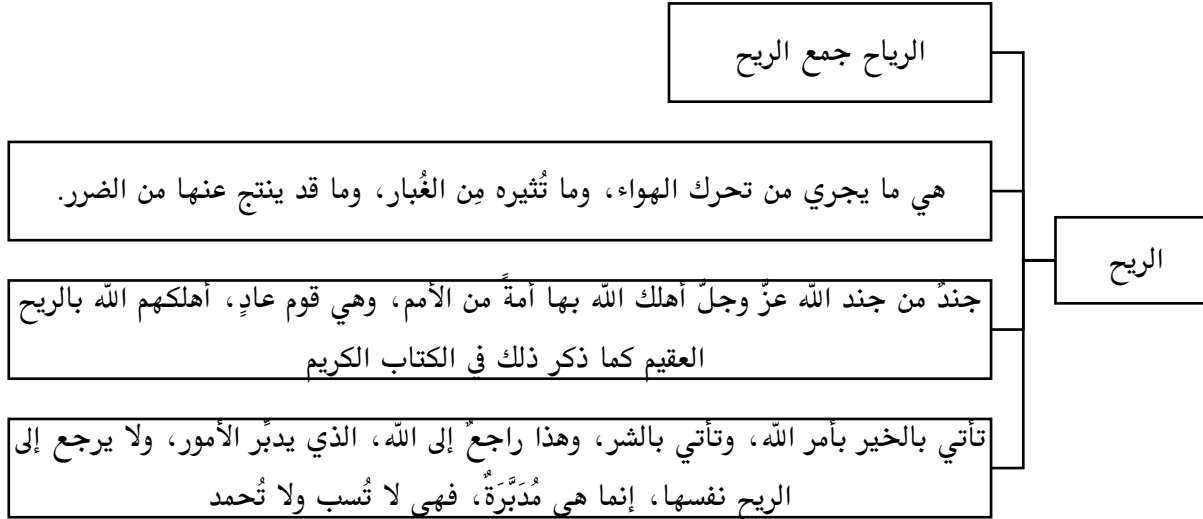 الرياح جمع الريح
هي ما يجري من تحرك الهواء، وما تُثيره مِن الغُبار، وما قد ينتج عنها من الضرر.
الريح
جندٌ من جند الله عزَّ وجلَّ أهلك الله بها أمةً من الأمم، وهي قوم عادٍ، أهلكهم الله بالريح
العقيم كما ذكر ذلك في الكتاب الكريم
تأتي بالخير بأمر الله، وتأتي بالشر، وهذا راجعٌ إلى الله، الذي يدبِّر الأمور، ولا يرجع إلى
الريح نفسها، إنما هي مُدَبَّرَةٌ، فهي لا تُسب ولا تُحمد